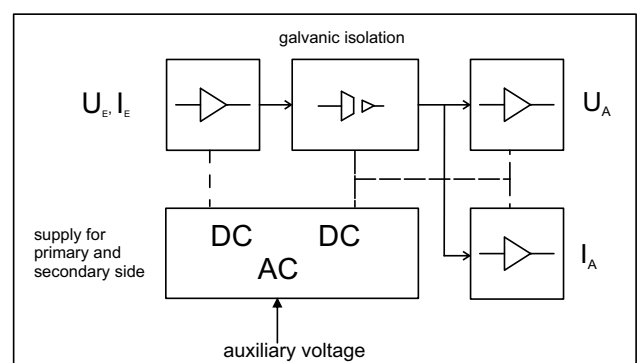 galvanic isolation
U_E, I_E
U_A
supply for
primary and
secondary side
DC DC
AC
I_A
auxiliary voltage